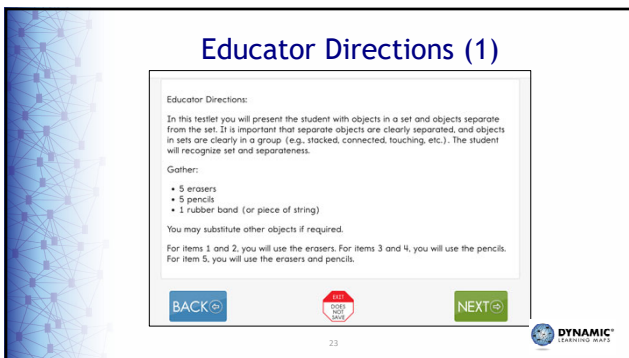 Educator Directions (1)
Educator Directions:
In this testlet you will present the student with objects in a set and objects separate
from the set. It is important that separate objects are clearly separated, and objects
in sets are clearly in a group (e.g., stacked, connected, touching, etc.). The student
will recognize set and separateness.
Gather:
• 5 erasers
• 5 pencils
• 1 rubber band (or piece of string)
You may substitute other objects if required.
For items 1 and 2, you will use the erasers. For items 3 and 4, you will use the pencils.
For item 5, you will use the erasers and pencils.
BACK
EXIT
DOES
NOT
SAVE
NEXT
23
DYNAMIC®
LEARNING MAPS